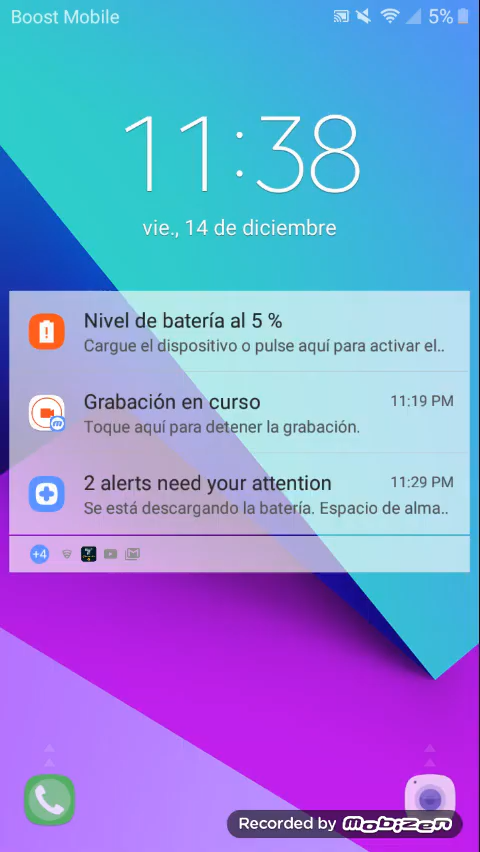 Boost Mobile 5%
11:38
vie., 14 de diciembre
Nivel de batería al 5 %
Cargue el dispositivo o pulse aquí para activar el..
Grabación en curso 11:19 PM
Toque aquí para detener la grabación.
2 alerts need your attention 11:29 PM
Se está descargando la batería. Espacio de alma..
+4
Recorded by Mobizen